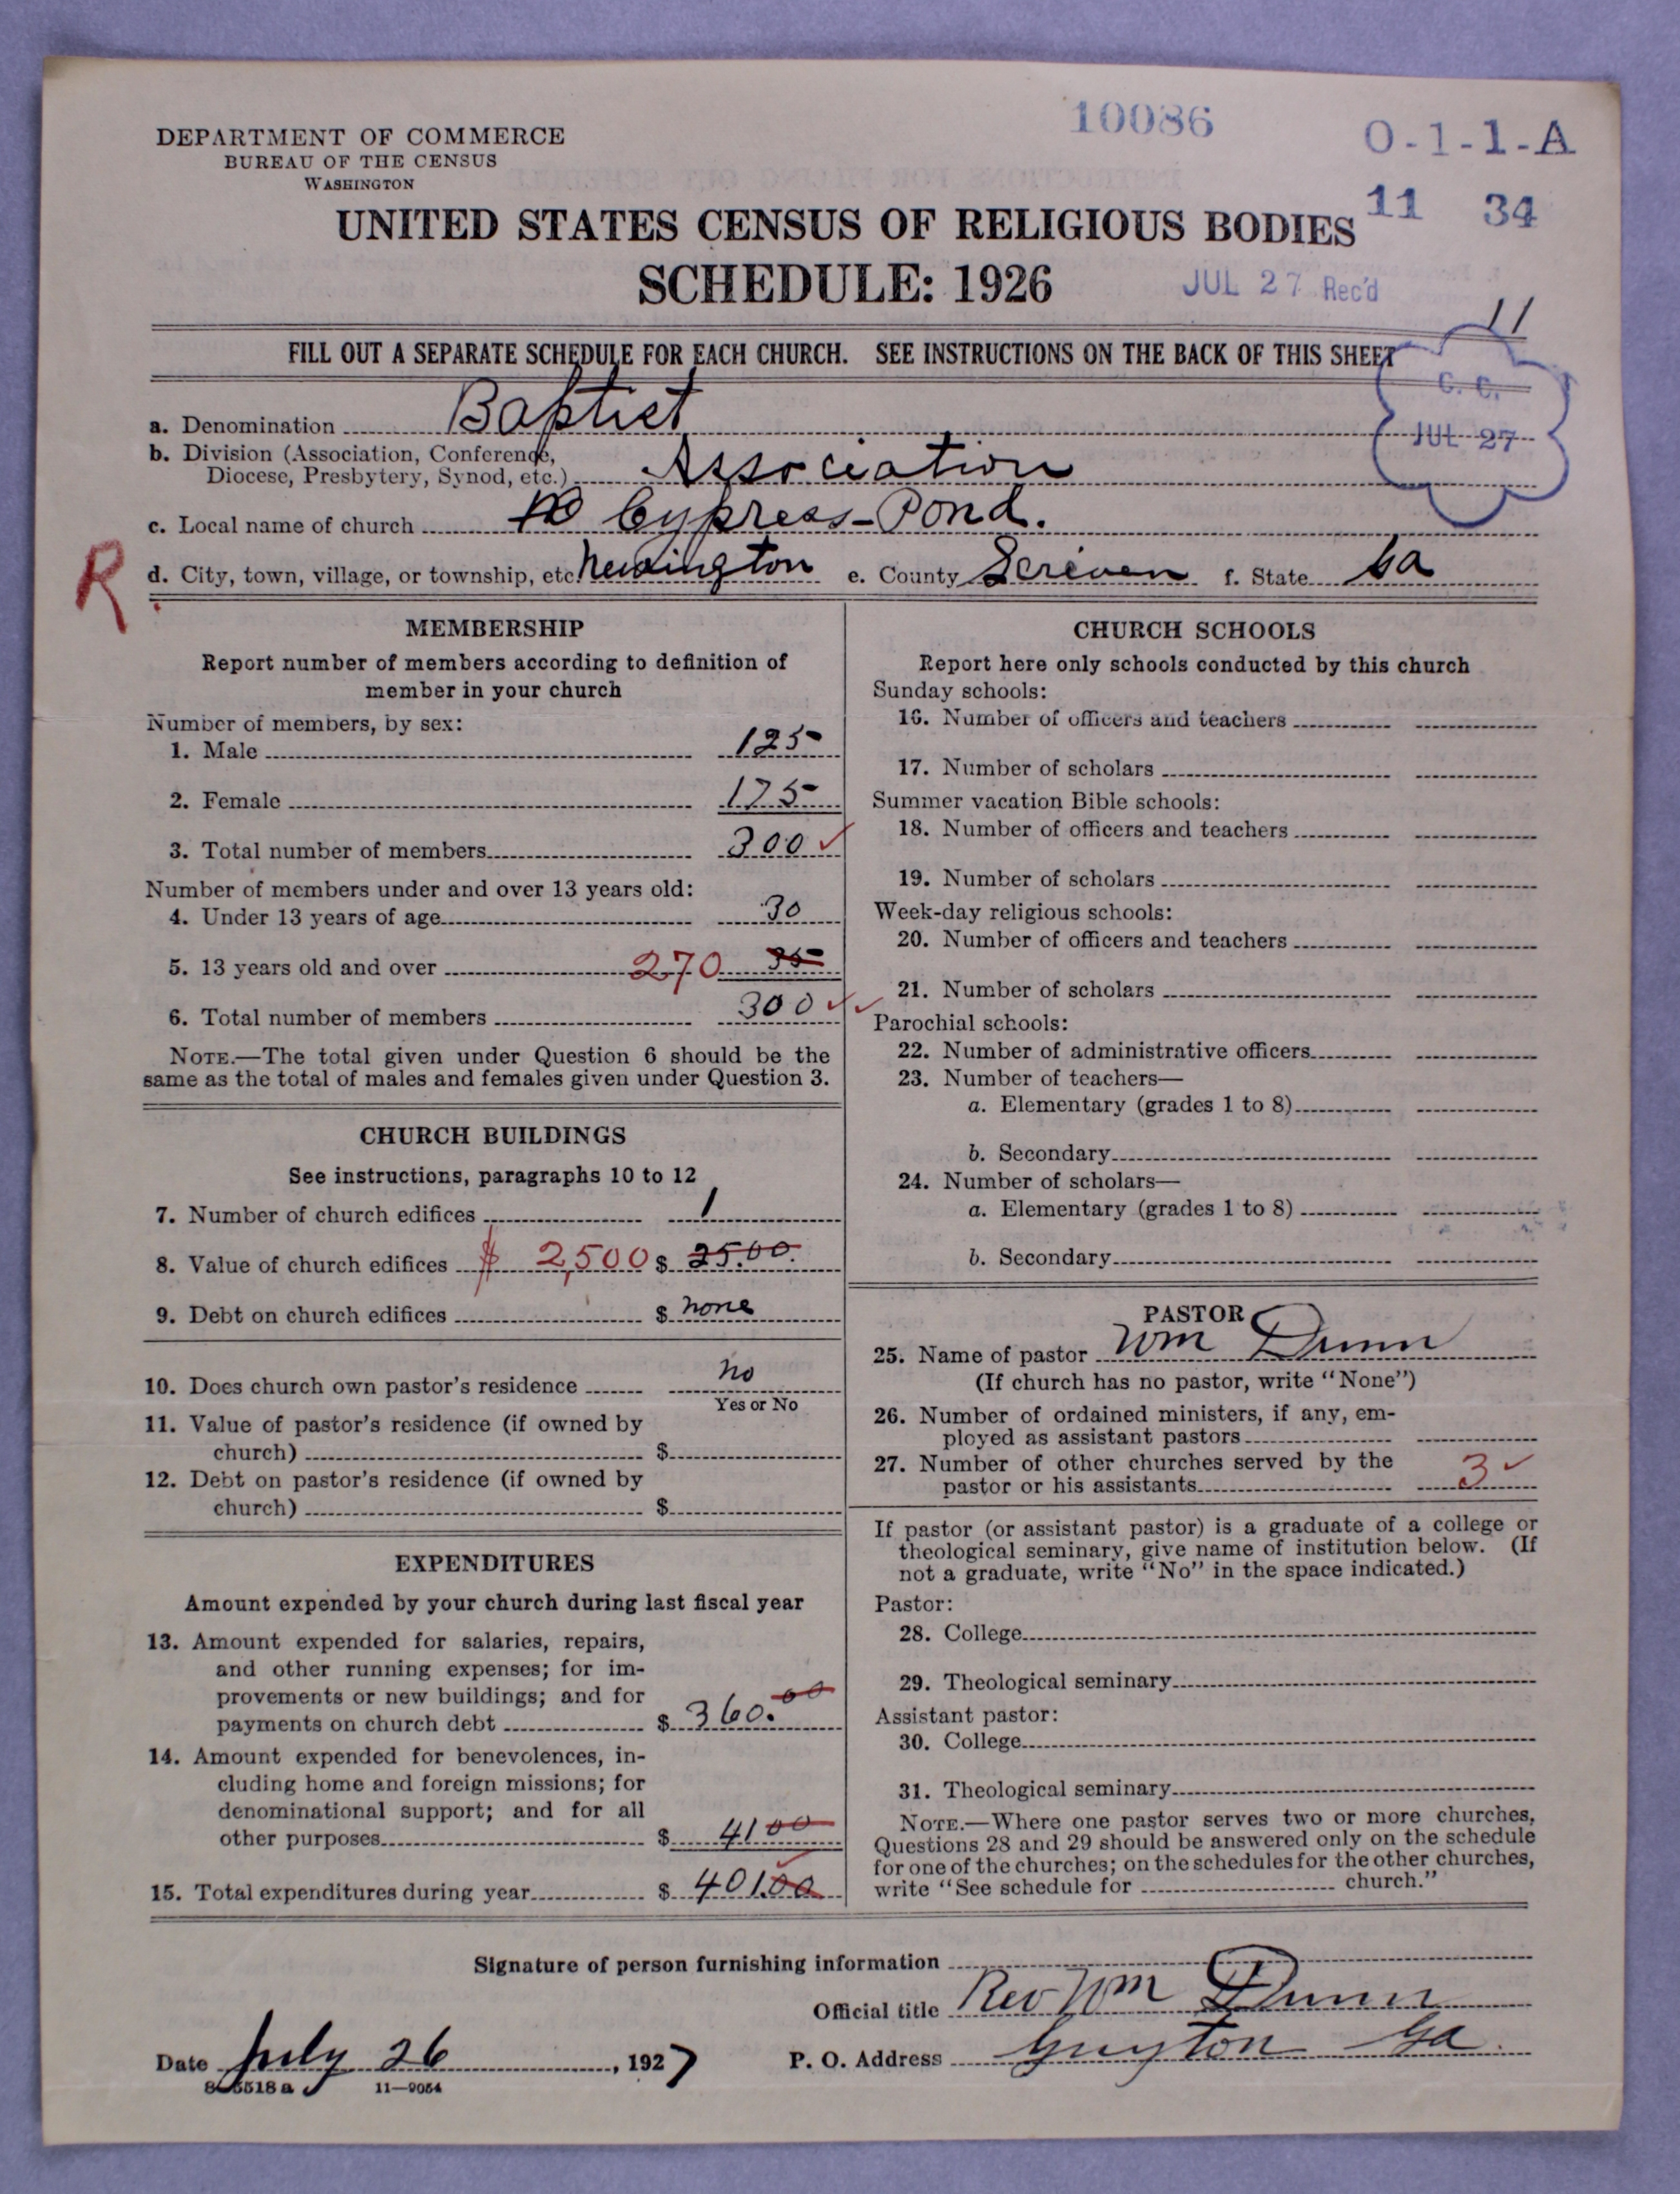 10086
DEPARTMENT OF COMMERCE
BUREAU OF THE CENSUS
WASHINGTON
O-1-1-A
11 34
UNITED STATES CENSUS OF RELIGIOUS BODIES
SCHEDULE: 1926
JUL 27 Rec'd
11
FILL OUT A SEPARATE SCHEDULE FOR EACH CHURCH. SEE INSTRUCTIONS ON THE BACK OF THIS SHEET
C. C.
JUL 27
a. Denomination Baptist
b. Division (Association, Conference,
Diocese, Presbytery, Synod, etc.) Association
c. Local name of church Cypress-Pond.
R
d. City, town, village, or township, etc. Newington e. County Screven f. State Ga
MEMBERSHIP
Report number of members according to definition of
member in your church
Number of members, by sex:
1. Male 125
2. Female 175
3. Total number of members 300 ✓
Number of members under and over 13 years old:
4. Under 13 years of age 30
5. 13 years old and over 270 35
6. Total number of members 300 ✓✓
NOTE.—The total given under Question 6 should be the
same as the total of males and females given under Question 3.
CHURCH BUILDINGS
See instructions, paragraphs 10 to 12
7. Number of church edifices 1
8. Value of church edifices $ 2,500 $ 25.00.
9. Debt on church edifices $ none
10. Does church own pastor's residence no
Yes or No
11. Value of pastor's residence (if owned by
church) $
12. Debt on pastor's residence (if owned by
church) $
EXPENDITURES
Amount expended by your church during last fiscal year
13. Amount expended for salaries, repairs,
and other running expenses; for im-
provements or new buildings; and for
payments on church debt $ 360.00
14. Amount expended for benevolences, in-
cluding home and foreign missions; for
denominational support; and for all
other purposes $ 41 00
15. Total expenditures during year $ 401.00
CHURCH SCHOOLS
Report here only schools conducted by this church
Sunday schools:
16. Number of officers and teachers
17. Number of scholars
Summer vacation Bible schools:
18. Number of officers and teachers
19. Number of scholars
Week-day religious schools:
20. Number of officers and teachers
21. Number of scholars
Parochial schools:
22. Number of administrative officers
23. Number of teachers—
a. Elementary (grades 1 to 8)
b. Secondary
24. Number of scholars—
a. Elementary (grades 1 to 8)
b. Secondary
PASTOR
25. Name of pastor Wm Dunn
(If church has no pastor, write "None")
26. Number of ordained ministers, if any, em-
ployed as assistant pastors
27. Number of other churches served by the
pastor or his assistants 3 ✓
If pastor (or assistant pastor) is a graduate of a college or
theological seminary, give name of institution below. (If
not a graduate, write "No" in the space indicated.)
Pastor:
28. College
29. Theological seminary
Assistant pastor:
30. College
31. Theological seminary
NOTE.—Where one pastor serves two or more churches,
Questions 28 and 29 should be answered only on the schedule
for one of the churches; on the schedules for the other churches,
write "See schedule for church."
Signature of person furnishing information
Official title Rev Wm Dunn
Date July 26, 1927 P. O. Address Guyton Ga.
8-5518 a 11—9054